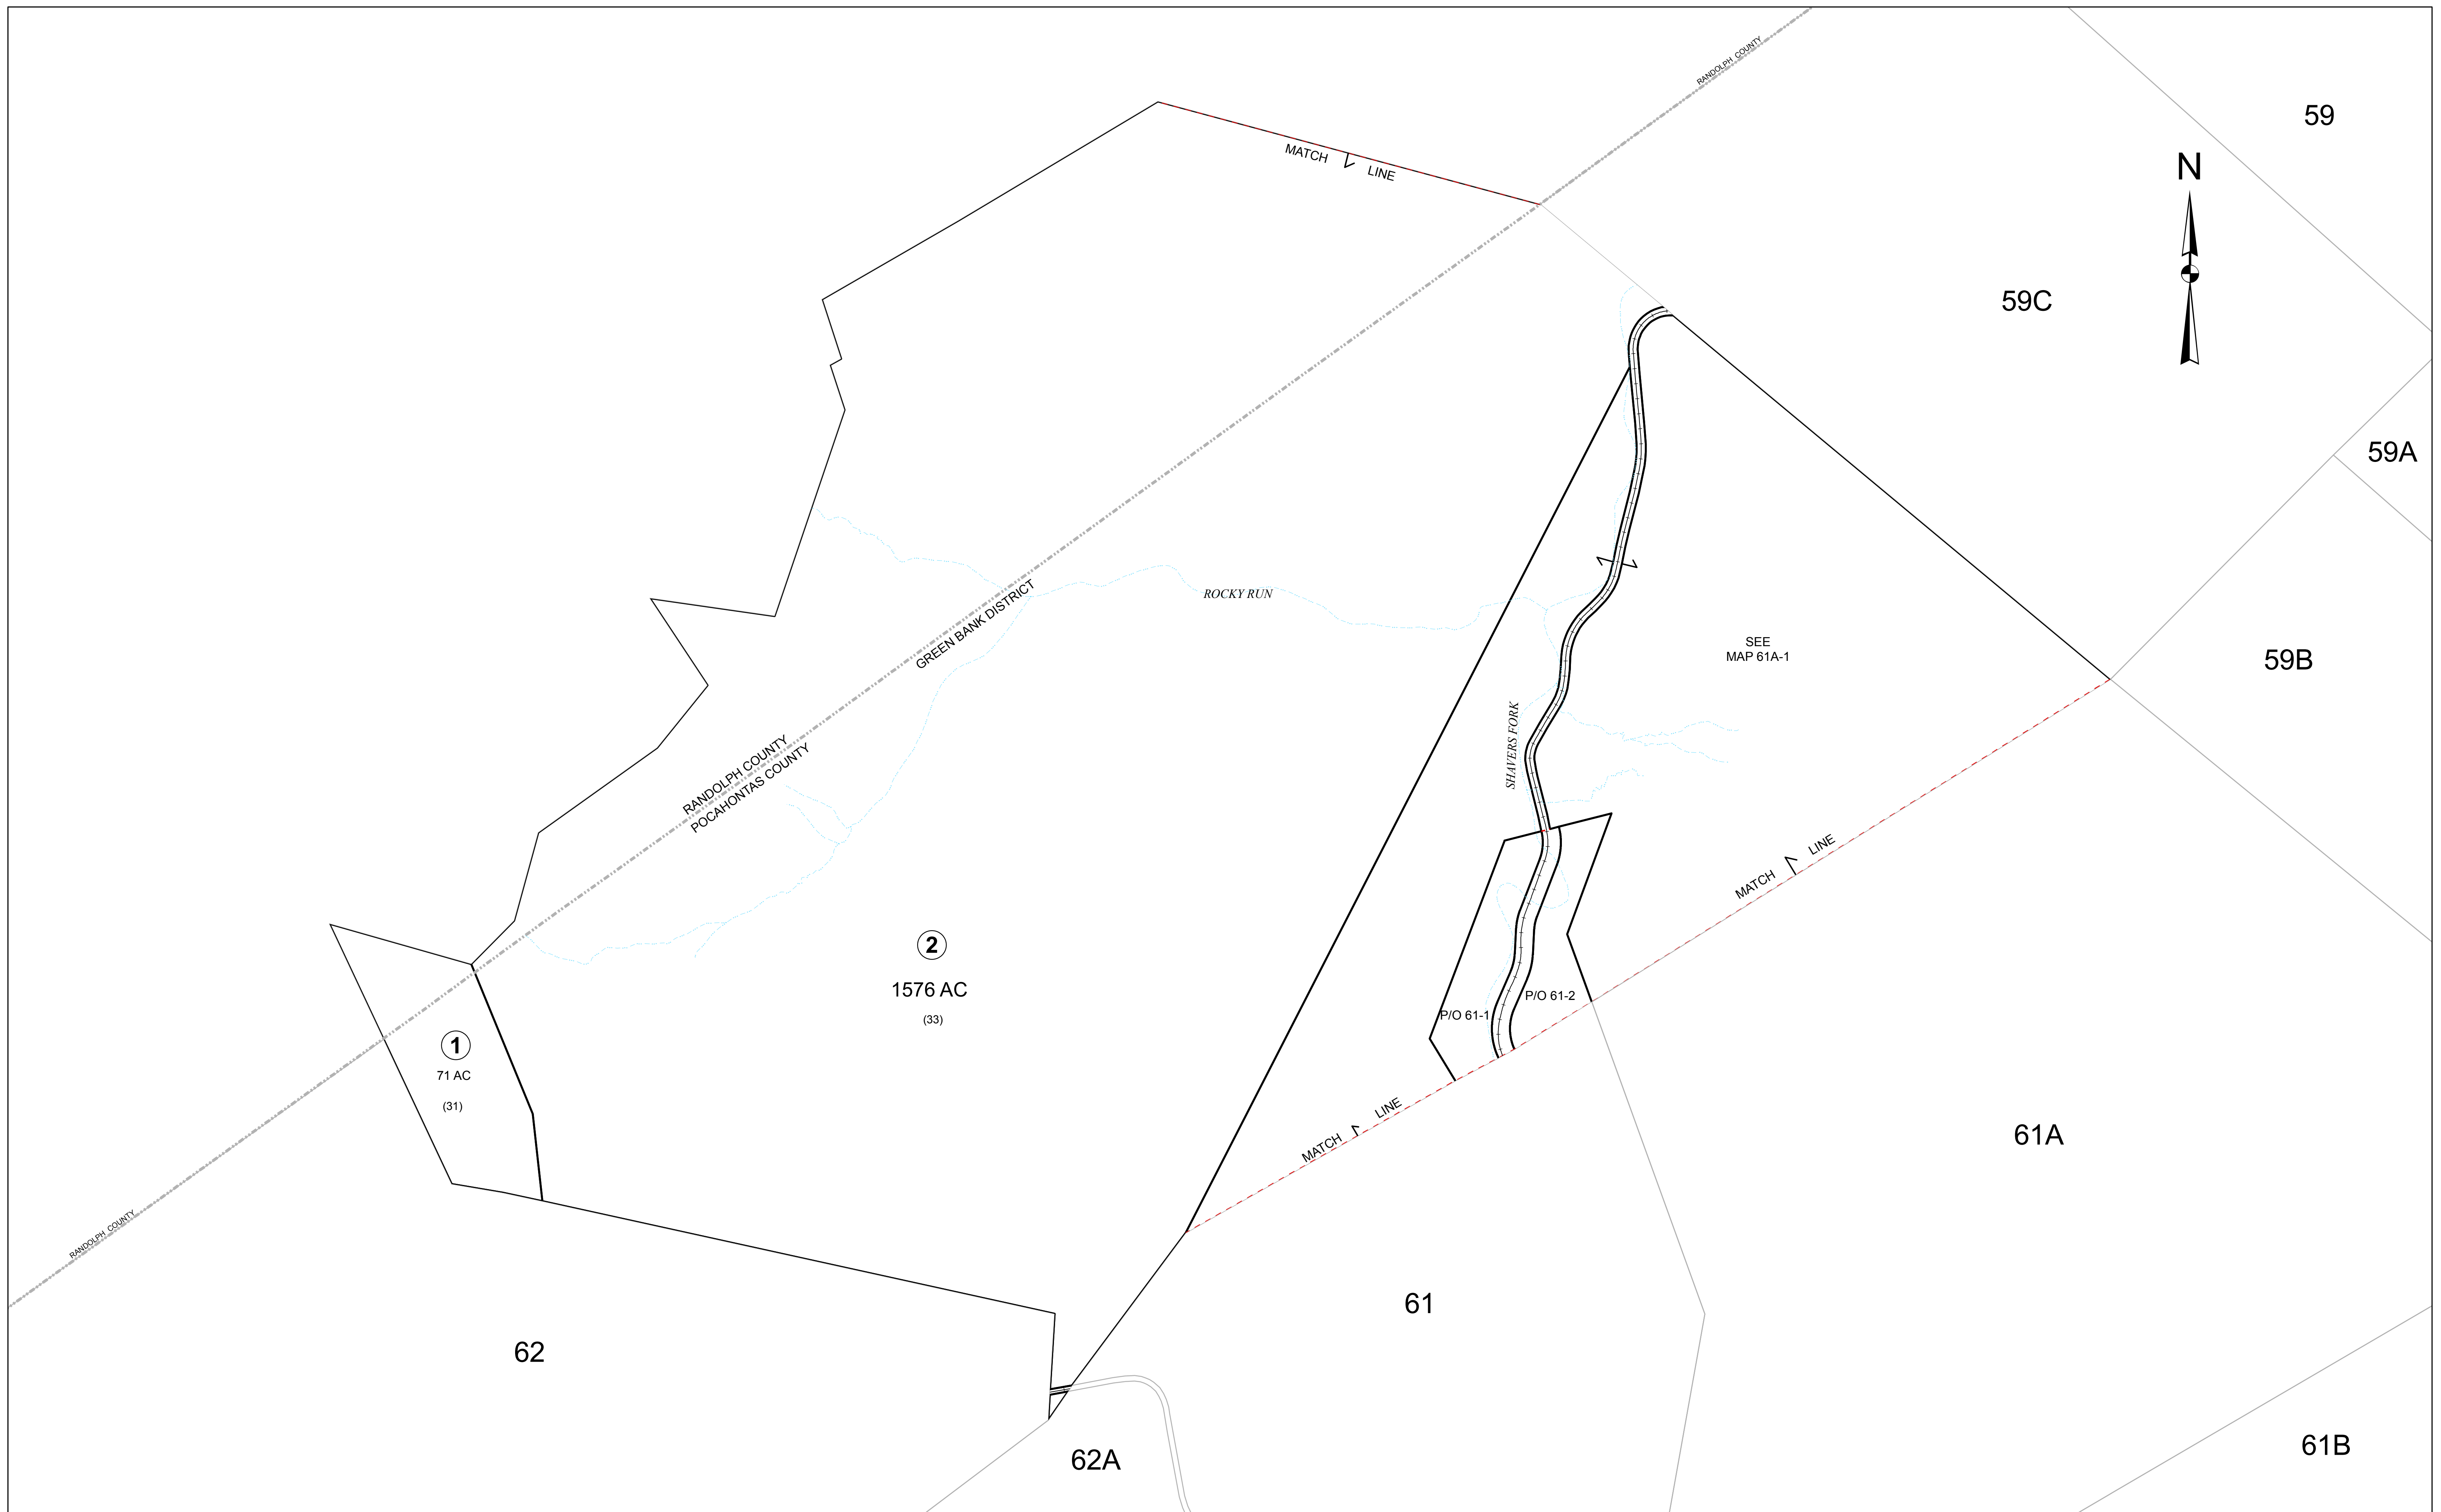 RANDOLPH COUNTY
59
MATCH LINE
N
59C
59A
ROCKY RUN
GREEN BANK DISTRICT
SEE
MAP 61A-1
59B
SHAVERS FORK
RANDOLPH COUNTY
POCAHONTAS COUNTY
MATCH LINE
2
1576 AC
(33)
P/O 61-2
P/O 61-1
1
71 AC
(31)
MATCH LINE
61A
RANDOLPH COUNTY
61
62
62A
61B